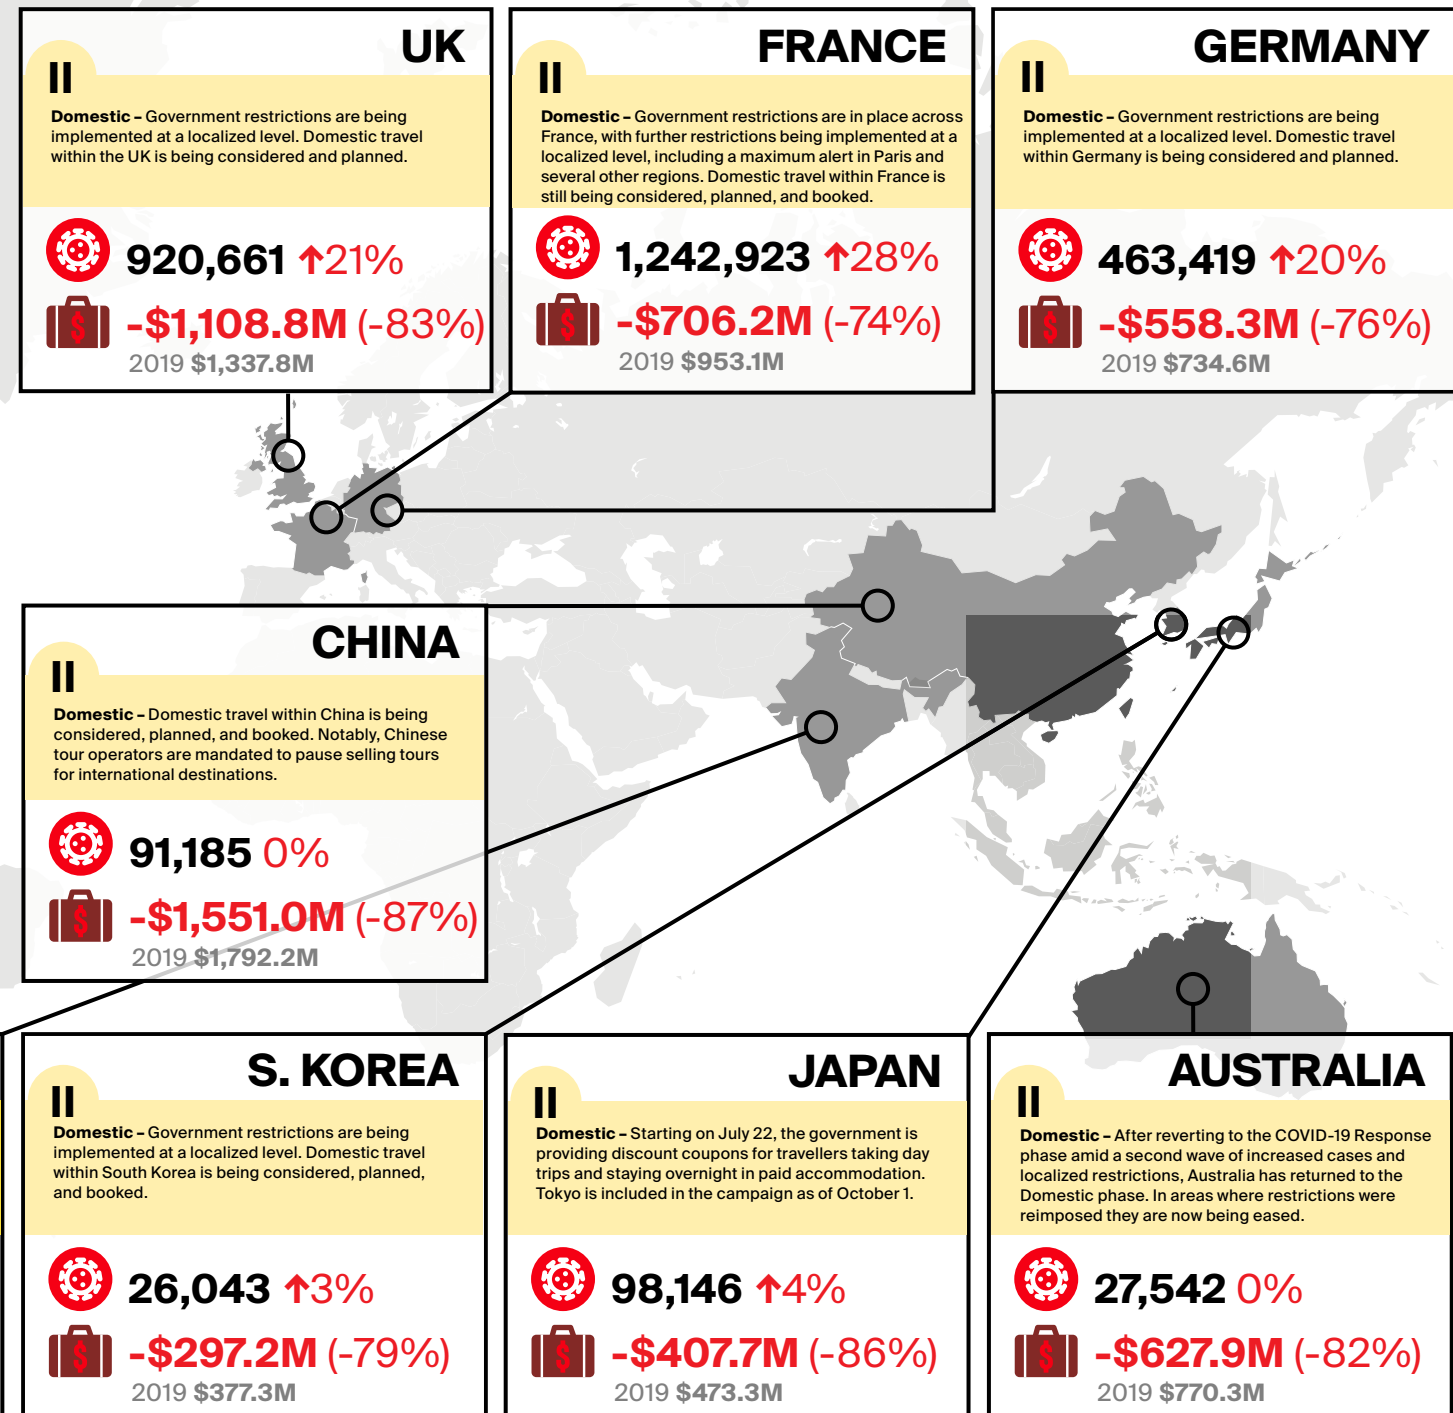 UK
II
Domestic – Government restrictions are being
implemented at a localized level. Domestic travel
within the UK is being considered and planned.
920,661 ↑21%
-$1,108.8M (-83%)
2019 $1,337.8M
FRANCE
II
Domestic – Government restrictions are in place across
France, with further restrictions being implemented at a
localized level, including a maximum alert in Paris and
several other regions. Domestic travel within France is
still being considered, planned, and booked.
1,242,923 ↑28%
-$706.2M (-74%)
2019 $953.1M
GERMANY
II
Domestic – Government restrictions are being
implemented at a localized level. Domestic travel
within Germany is being considered and planned.
463,419 ↑20%
-$558.3M (-76%)
2019 $734.6M
CHINA
II
Domestic – Domestic travel within China is being
considered, planned, and booked. Notably, Chinese
tour operators are mandated to pause selling tours
for international destinations.
91,185 0%
-$1,551.0M (-87%)
2019 $1,792.2M
S. KOREA
II
Domestic – Government restrictions are being
implemented at a localized level. Domestic travel
within South Korea is being considered, planned,
and booked.
26,043 ↑3%
-$297.2M (-79%)
2019 $377.3M
JAPAN
II
Domestic – Starting on July 22, the government is
providing discount coupons for travellers taking day
trips and staying overnight in paid accommodation.
Tokyo is included in the campaign as of October 1.
98,146 ↑4%
-$407.7M (-86%)
2019 $473.3M
AUSTRALIA
II
Domestic – After reverting to the COVID-19 Response
phase amid a second wave of increased cases and
localized restrictions, Australia has returned to the
Domestic phase. In areas where restrictions were
reimposed they are now being eased.
27,542 0%
-$627.9M (-82%)
2019 $770.3M